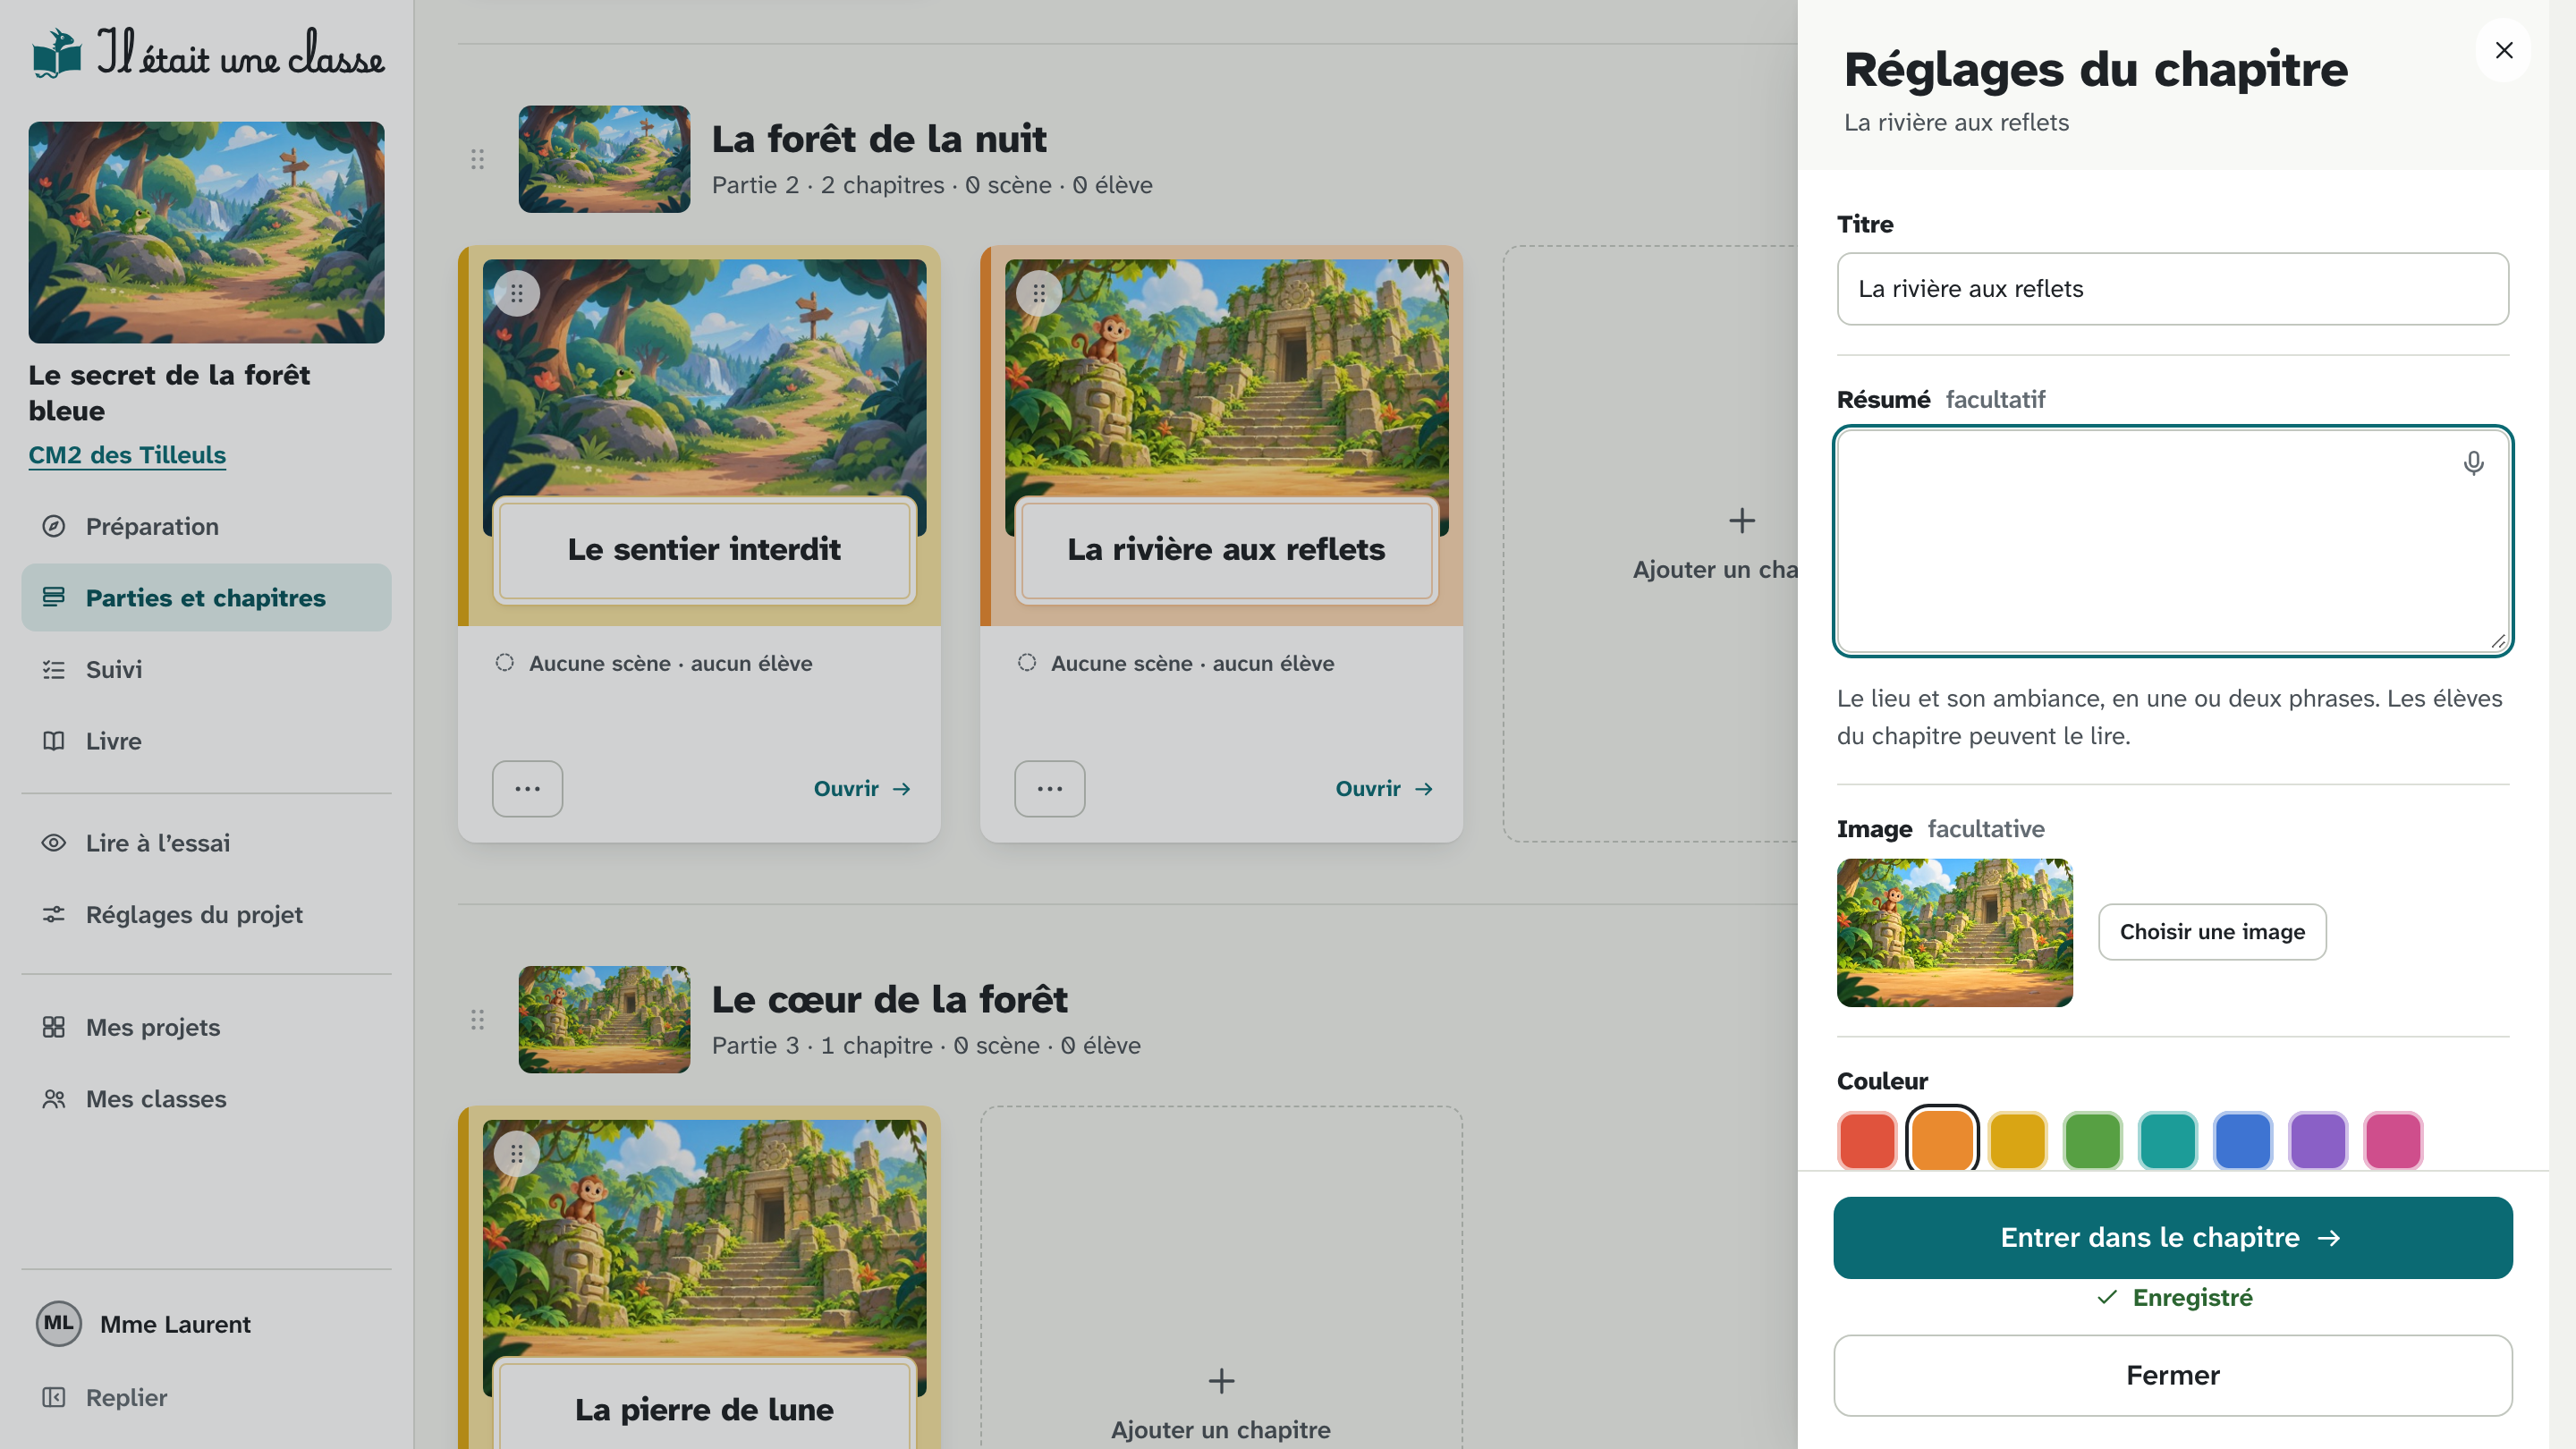 Il était une classe
Le secret de la forêt
bleue
CM2 des Tilleuls
Préparation
Parties et chapitres
Suivi
Livre
Lire à l’essai
Réglages du projet
Mes projets
Mes classes
ML Mme Laurent
Replier
La forêt de la nuit
Partie 2 · 2 chapitres · 0 scène · 0 élève
Le sentier interdit
Aucune scène · aucun élève
Ouvrir
La rivière aux reflets
Aucune scène · aucun élève
Ouvrir
Ajouter un cha
Le cœur de la forêt
Partie 3 · 1 chapitre · 0 scène · 0 élève
La pierre de lune
Ajouter un chapitre
Réglages du chapitre
La rivière aux reflets
Titre
La rivière aux reflets
Résumé facultatif
Le lieu et son ambiance, en une ou deux phrases. Les élèves
du chapitre peuvent le lire.
Image facultative
Choisir une image
Couleur
Entrer dans le chapitre
Enregistré
Fermer